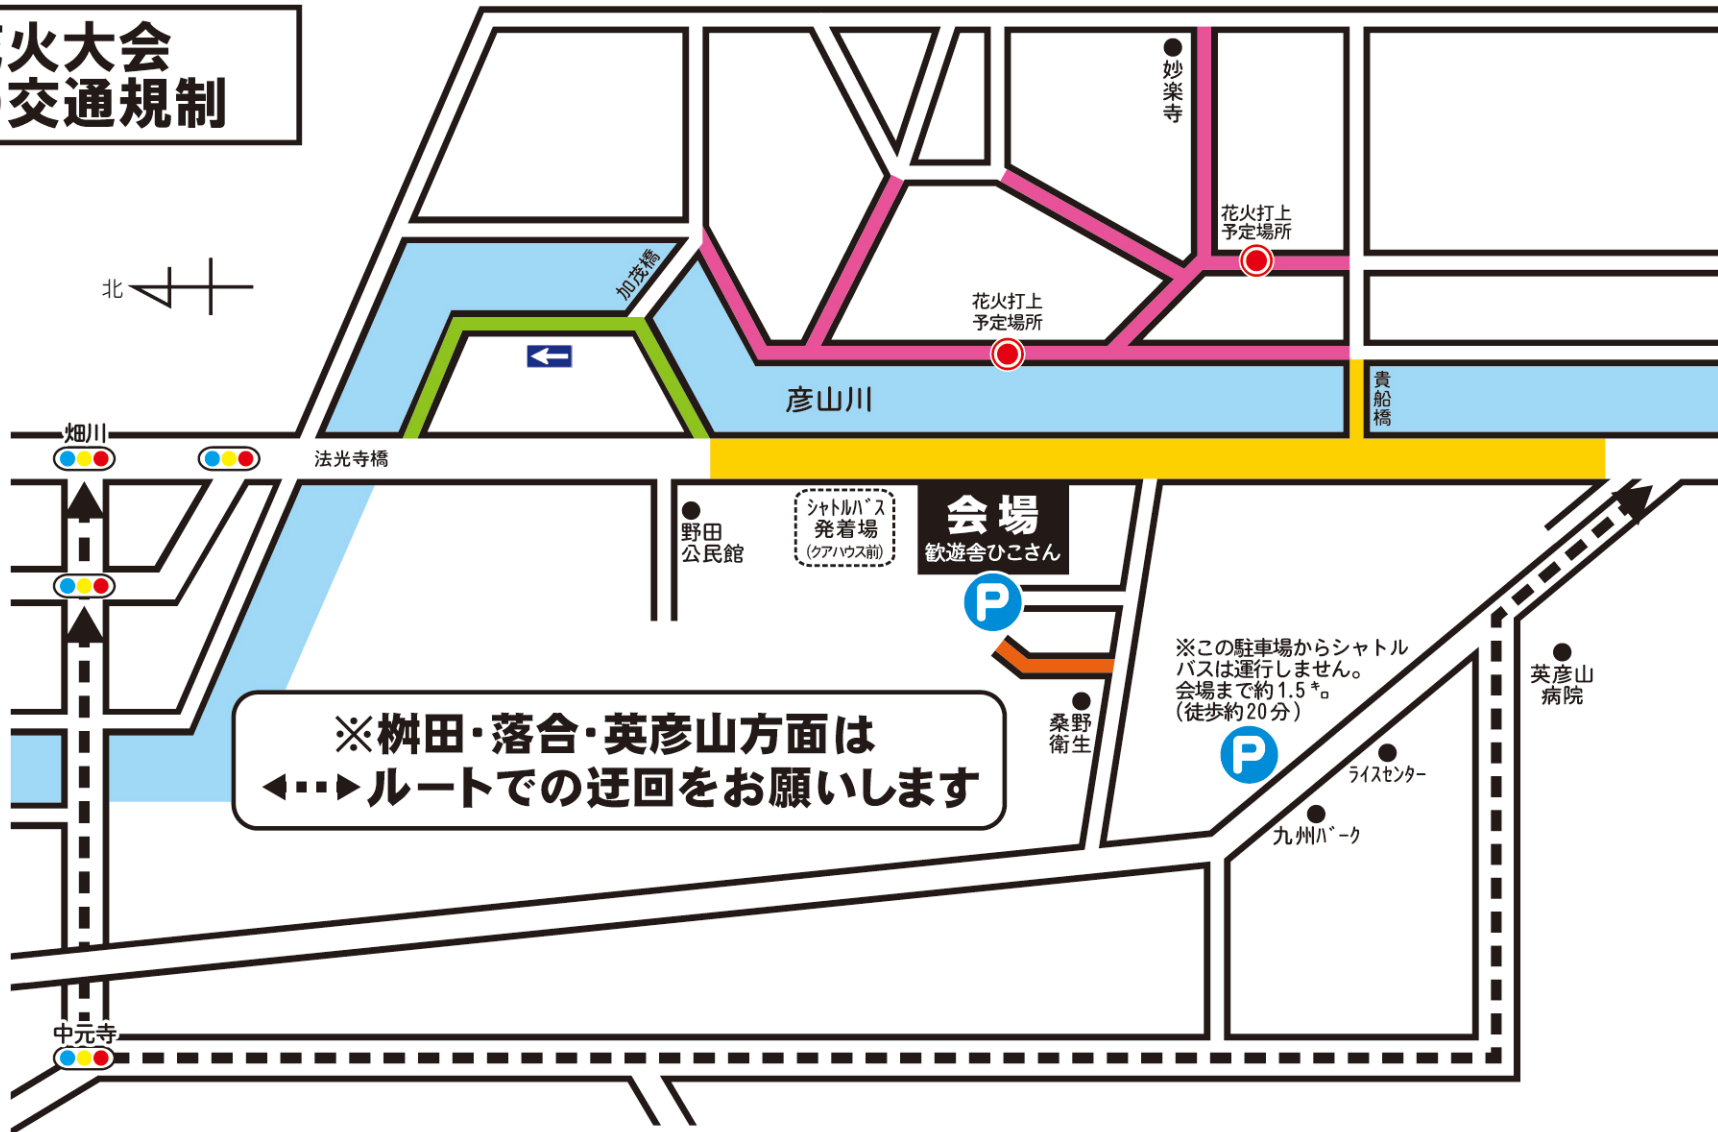 火大会
交通規制
妙楽寺
花火打上
予定場所
加茂橋
北
花火打上
予定場所
彦山川
貴船橋
畑川
法光寺橋
野田
公民館
シャトルバス
発着場
(クアハウス前)
会場
歓遊舎ひこさん
P
※この駐車場からシャトル
バスは運行しません。
会場まで約1.5㌔。
(徒歩約20分)
P
英彦山
病院
桑野
衛生
ライスセンター
九州パーク
※桝田・落合・英彦山方面は
ルートでの迂回をお願いします
中元寺